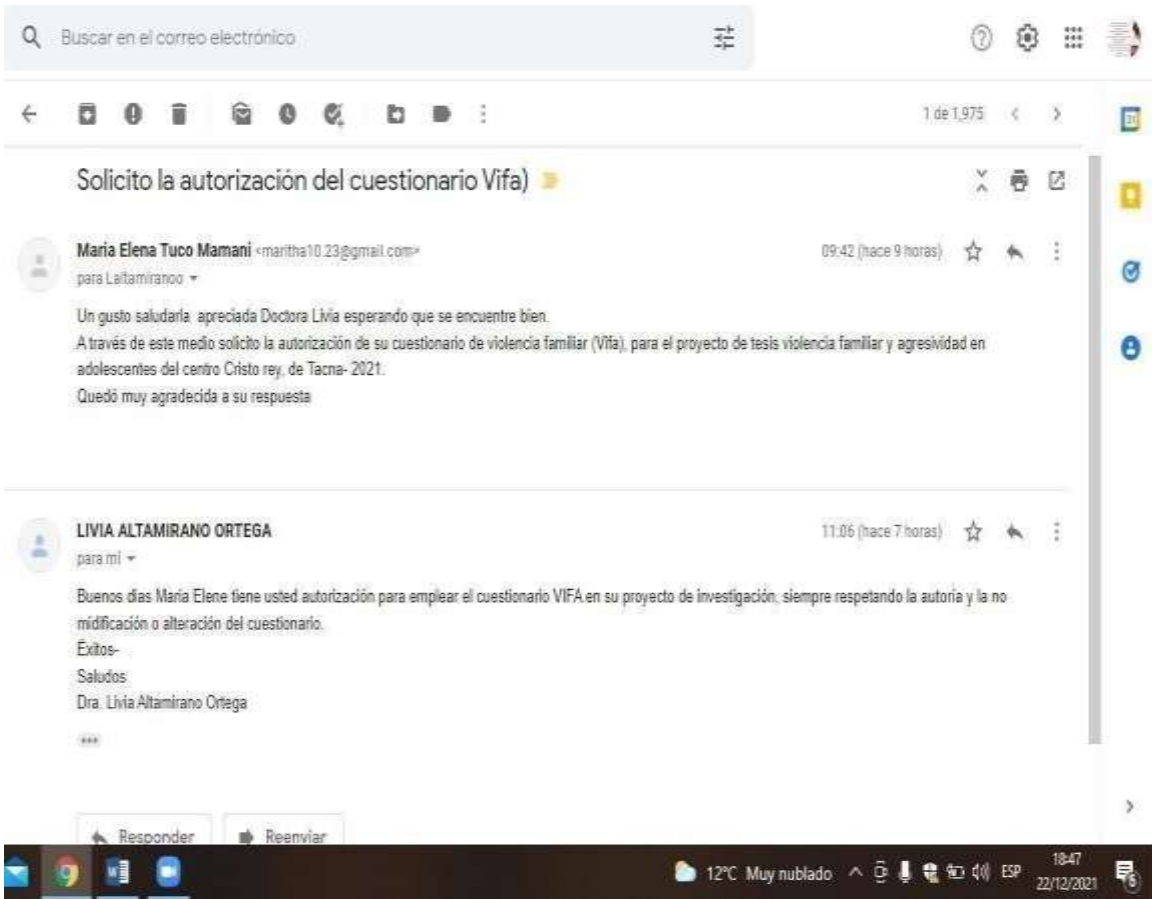 Buscar en el correo electrónico
1 de 1,975
Solicito la autorización del cuestionario Vifa)
Maria Elena Tuco Mamani <maritha10.23@gmail.com>
09:42 (hace 9 horas)
para Laltamiranoo
Un gusto saludarla apreciada Doctora Livia esperando que se encuentre bien.
A través de este medio solicito la autorización de su cuestionario de violencia familiar (Vifa), para el proyecto de tesis violencia familiar y agresividad en
adolescentes del centro Cristo rey, de Tacna- 2021.
Quedó muy agradecida a su respuesta
LIVIA ALTAMIRANO ORTEGA
11:06 (hace 7 horas)
para mí
Buenos dias Maria Elene tiene usted autorización para emplear el cuestionario VIFA en su proyecto de investigación, siempre respetando la autoría y la no
midificación o alteración del cuestionario.
Éxitos-
Saludos
Dra. Livia Altamirano Ortega
Responder
Reenviar
12°C Muy nublado
ESP
18:47
22/12/2021